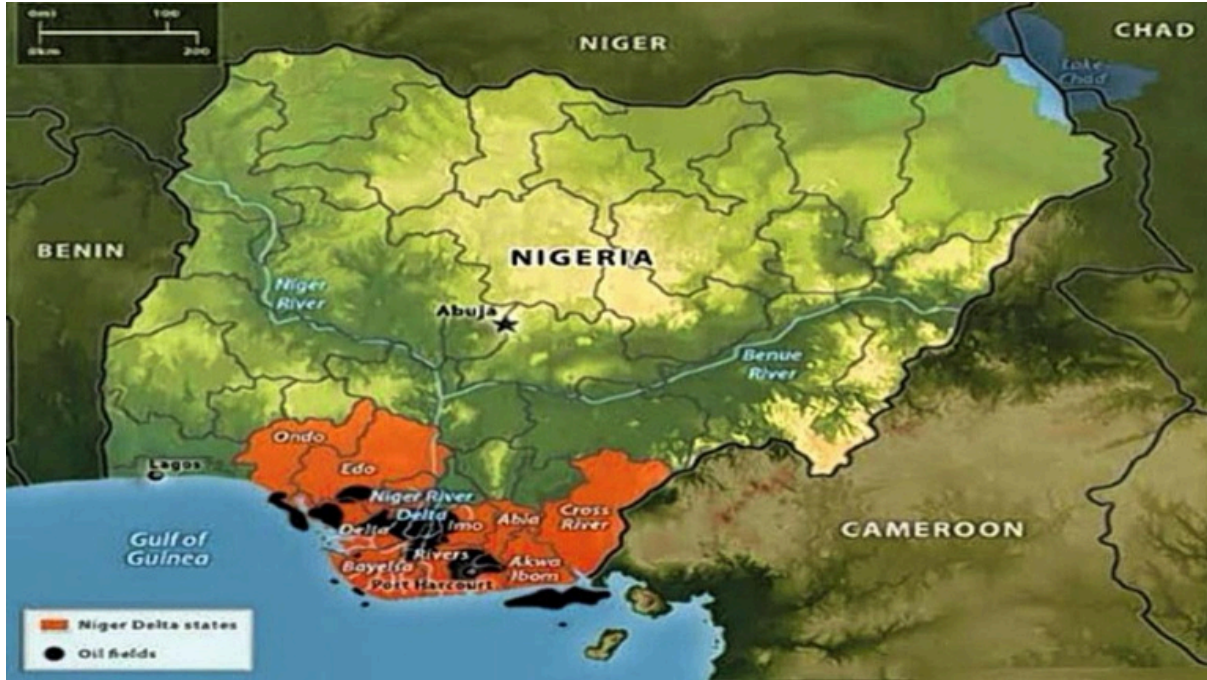 0mi 100
0km 200
NIGER
CHAD
Lake
Chad
BENIN
NIGERIA
Niger
River
Abuja
Benue
River
Ondo
Lagos
Edo
Niger River
Delta
Delta
Imo
Abia
Cross
River
Gulf of
Guinea
Rivers
Bayelsa
Akwa
Ibom
Port Harcourt
CAMEROON
Niger Delta states
Oil fields